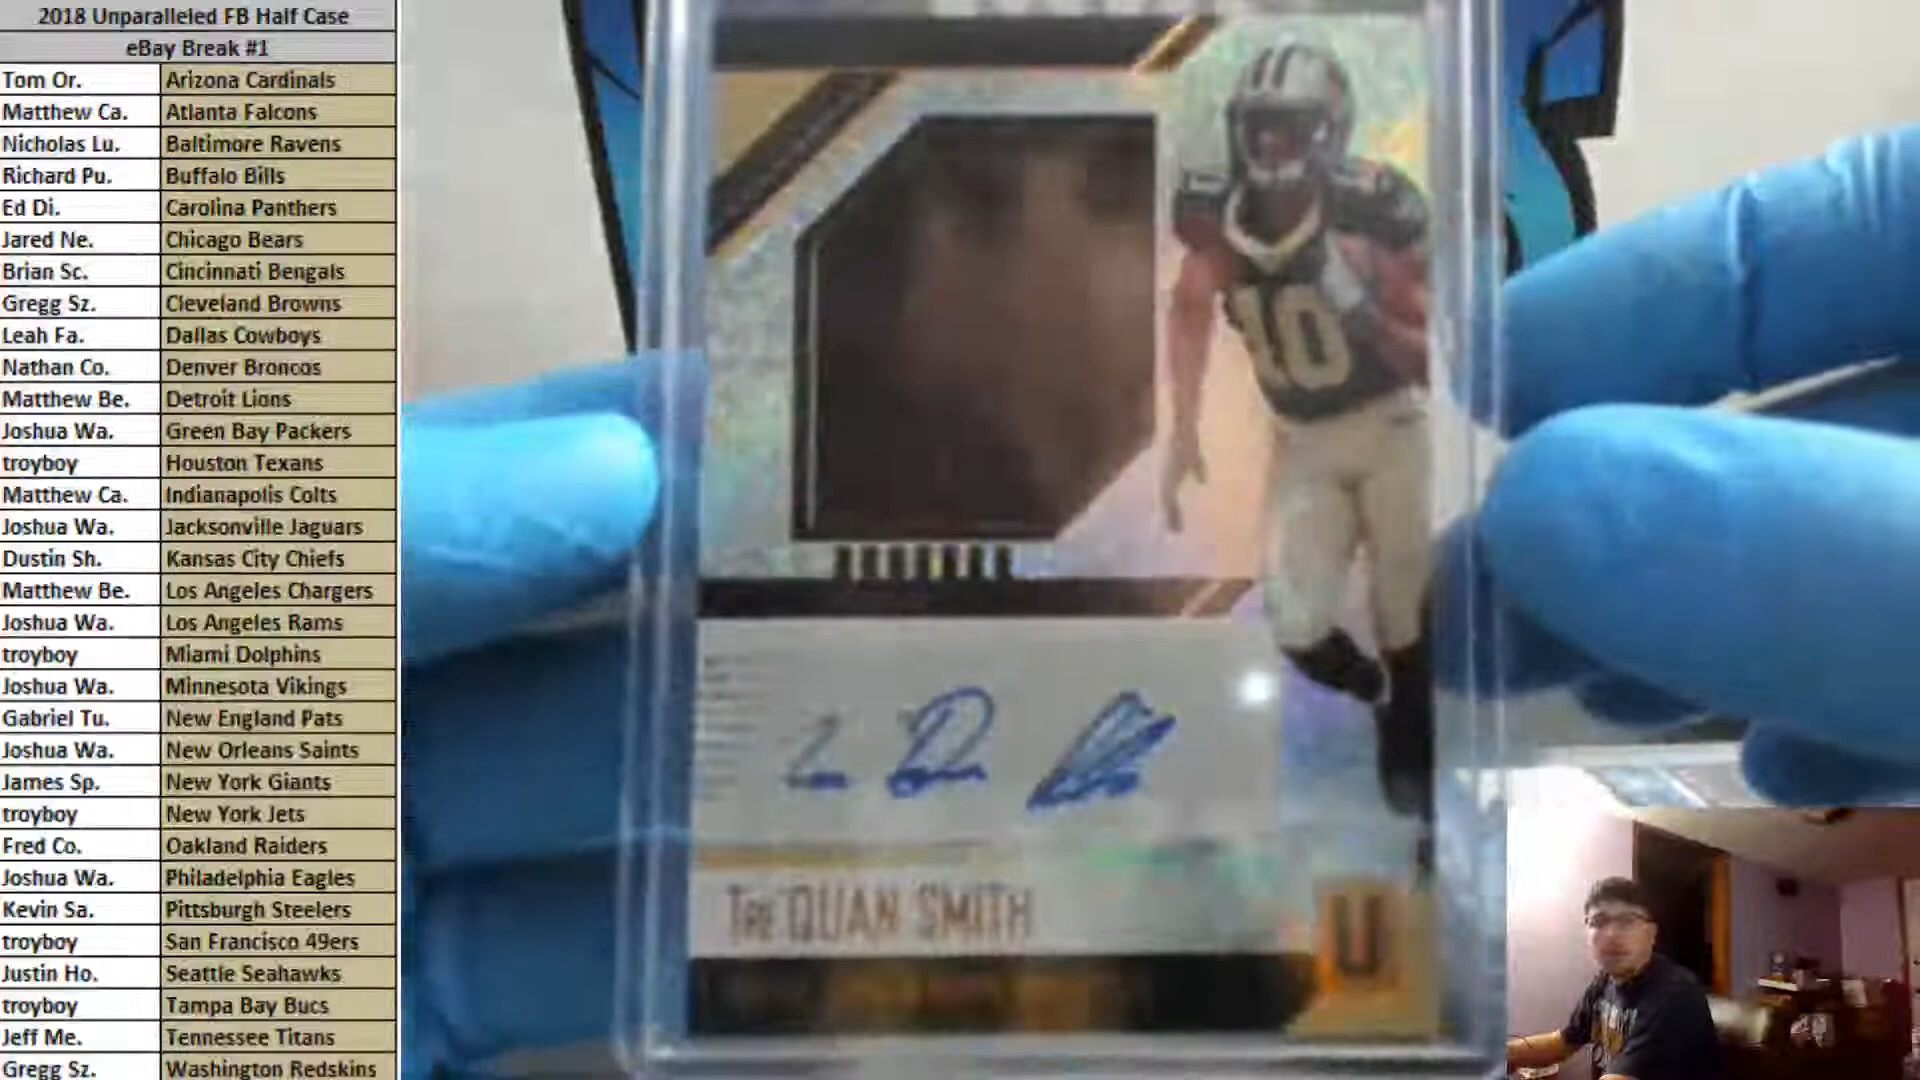 2018 Unparalleled FB Half Case
eBay Break #1
Tom Or. Arizona Cardinals
Matthew Ca. Atlanta Falcons
Nicholas Lu. Baltimore Ravens
Richard Pu. Buffalo Bills
Ed Di. Carolina Panthers
Jared Ne. Chicago Bears
Brian Sc. Cincinnati Bengals
Gregg Sz. Cleveland Browns
Leah Fa. Dallas Cowboys
Nathan Co. Denver Broncos
Matthew Be. Detroit Lions
Joshua Wa. Green Bay Packers
troyboy Houston Texans
Matthew Ca. Indianapolis Colts
Joshua Wa. Jacksonville Jaguars
Dustin Sh. Kansas City Chiefs
Matthew Be. Los Angeles Chargers
Joshua Wa. Los Angeles Rams
troyboy Miami Dolphins
Joshua Wa. Minnesota Vikings
Gabriel Tu. New England Pats
Joshua Wa. New Orleans Saints
James Sp. New York Giants
troyboy New York Jets
Fred Co. Oakland Raiders
Joshua Wa. Philadelphia Eagles
Kevin Sa. Pittsburgh Steelers
troyboy San Francisco 49ers
Justin Ho. Seattle Seahawks
troyboy Tampa Bay Bucs
Jeff Me. Tennessee Titans
Gregg Sz. Washington Redskins
10
Tre'QUAN SMITH
U